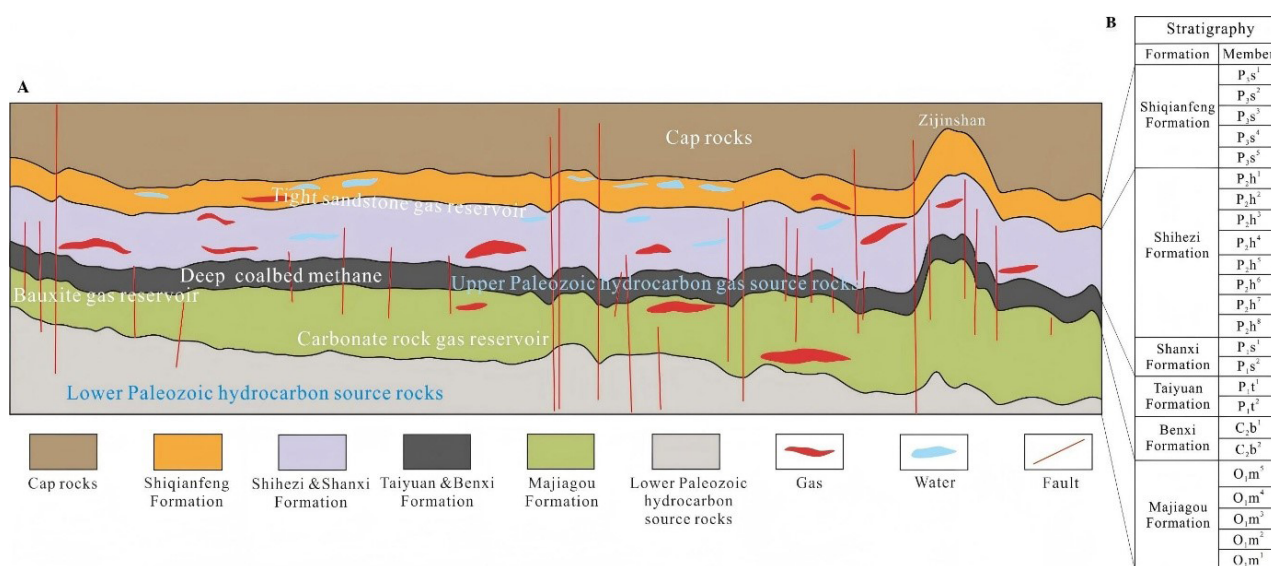 A
Cap rocks
Zijinshan
Tight sandstone gas reservoir
Deep coalbed methane
Upper Paleozoic hydrocarbon gas source rocks
Bauxite gas reservoir
Carbonate rock gas reservoir
Lower Paleozoic hydrocarbon source rocks
Cap rocks
Shiqianfeng
Formation
Shihezi &Shanxi
Formation
Taiyuan &Benxi
Formation
Majiagou
Formation
Lower Paleozoic
hydrocarbon
source rocks
Gas
Water
Fault
B
Stratigraphy
Formation Member
Shiqianfeng
Formation
P₃s¹
P₃s²
P₃s³
P₃s⁴
P₃s⁵
Shihezi
Formation
P₂h¹
P₂h²
P₂h³
P₂h⁴
P₂h⁵
P₂h⁶
P₂h⁷
P₂h⁸
Shanxi
Formation
P₁s¹
P₁s²
Taiyuan
Formation
P₁t¹
P₁t²
Benxi
Formation
C₂b¹
C₂b²
Majiagou
Formation
O₁m⁵
O₁m⁴
O₁m³
O₁m²
O₁m¹